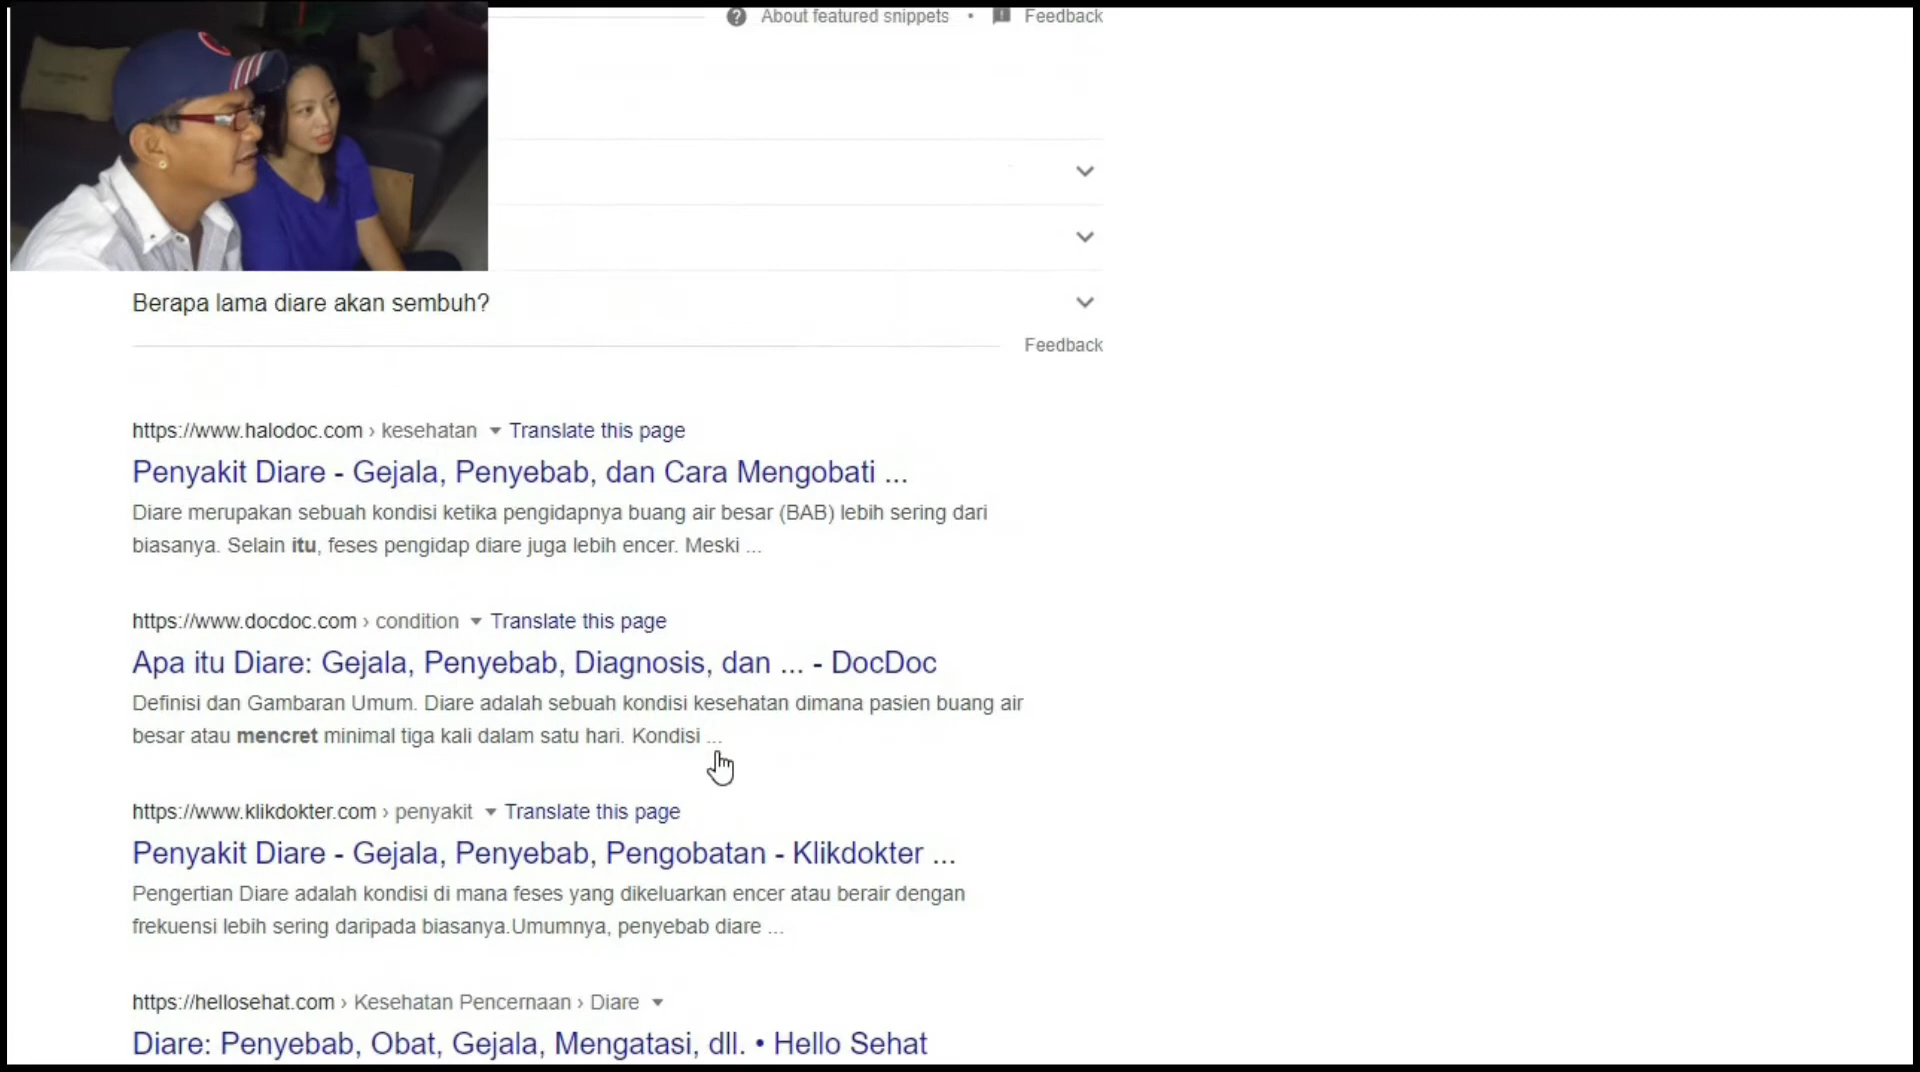 About featured snippets • Feedback
Berapa lama diare akan sembuh?
Feedback
https://www.halodoc.com › kesehatan Translate this page
Penyakit Diare - Gejala, Penyebab, dan Cara Mengobati ...
Diare merupakan sebuah kondisi ketika pengidapnya buang air besar (BAB) lebih sering dari
biasanya. Selain itu, feses pengidap diare juga lebih encer. Meski ...
https://www.docdoc.com › condition Translate this page
Apa itu Diare: Gejala, Penyebab, Diagnosis, dan ... - DocDoc
Definisi dan Gambaran Umum. Diare adalah sebuah kondisi kesehatan dimana pasien buang air
besar atau mencret minimal tiga kali dalam satu hari. Kondisi ...
https://www.klikdokter.com › penyakit Translate this page
Penyakit Diare - Gejala, Penyebab, Pengobatan - Klikdokter ...
Pengertian Diare adalah kondisi di mana feses yang dikeluarkan encer atau berair dengan
frekuensi lebih sering daripada biasanya.Umumnya, penyebab diare ...
https://hellosehat.com › Kesehatan Pencernaan › Diare
Diare: Penyebab, Obat, Gejala, Mengatasi, dll. • Hello Sehat